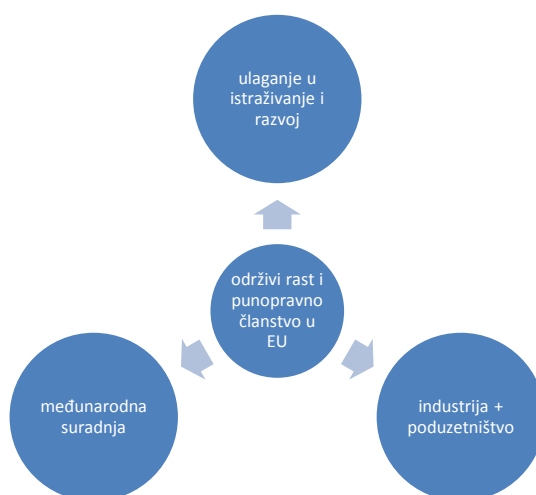 ulaganje u
istraživanje i
razvoj
održivi rast i
punopravno
članstvo u
EU
međunarodna
suradnja
industrija +
poduzetništvo